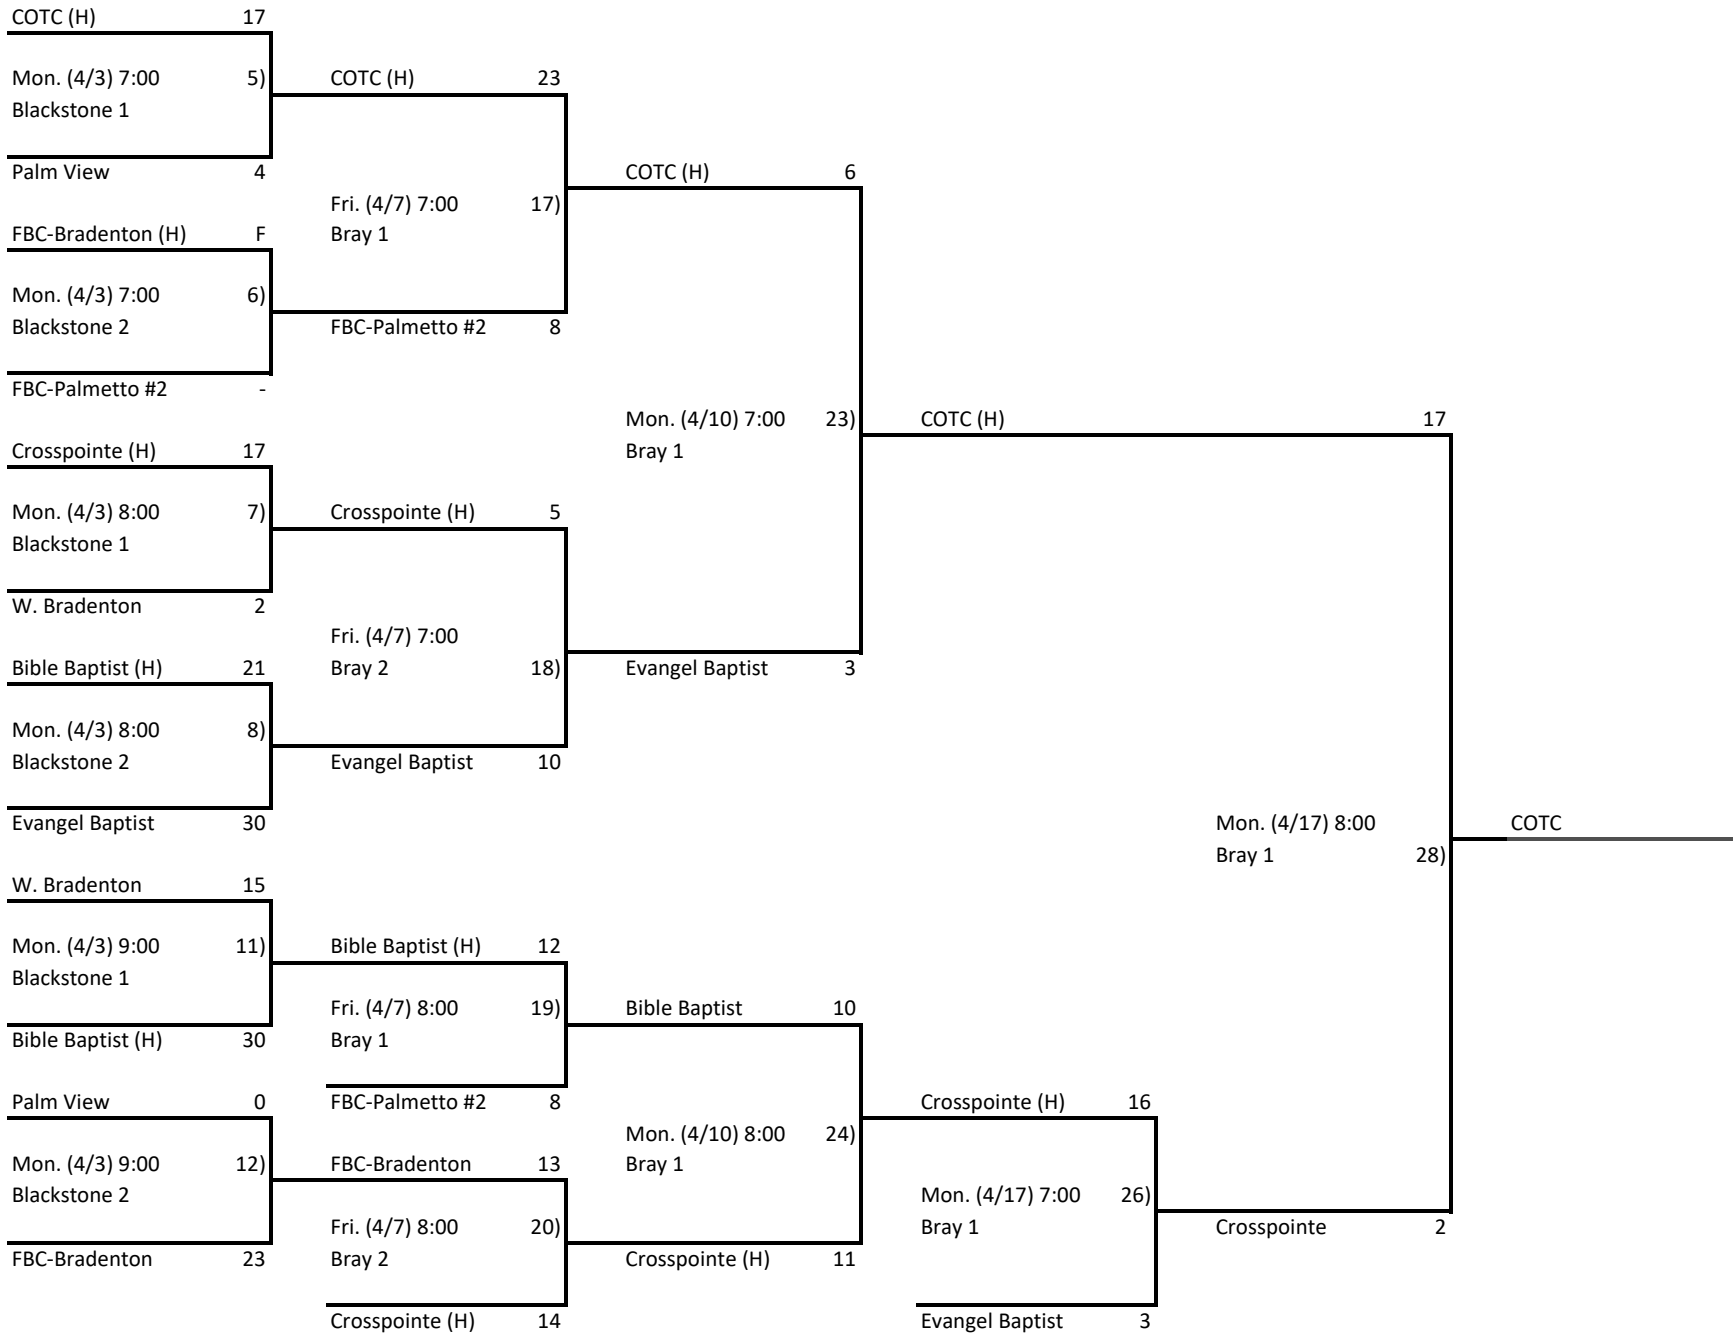 COTC (H) 17
Mon. (4/3) 7:00 5)
Blackstone 1
Palm View 4
FBC-Bradenton (H) F
Mon. (4/3) 7:00 6)
Blackstone 2
FBC-Palmetto #2 -
Crosspointe (H) 17
Mon. (4/3) 8:00 7)
Blackstone 1
W. Bradenton 2
Bible Baptist (H) 21
Mon. (4/3) 8:00 8)
Blackstone 2
Evangel Baptist 30
W. Bradenton 15
Mon. (4/3) 9:00 11)
Blackstone 1
Bible Baptist (H) 30
Palm View 0
Mon. (4/3) 9:00 12)
Blackstone 2
FBC-Bradenton 23
COTC (H) 23
Fri. (4/7) 7:00 17)
Bray 1
FBC-Palmetto #2 8
Crosspointe (H) 5
Fri. (4/7) 7:00
Bray 2 18)
Evangel Baptist 10
Bible Baptist (H) 12
Fri. (4/7) 8:00 19)
Bray 1
FBC-Palmetto #2 8
FBC-Bradenton 13
Fri. (4/7) 8:00 20)
Bray 2
Crosspointe (H) 14
COTC (H) 6
Mon. (4/10) 7:00 23)
Bray 1
Evangel Baptist 3
Bible Baptist 10
Mon. (4/10) 8:00 24)
Bray 1
Crosspointe (H) 11
COTC (H) 17
Crosspointe (H) 16
Mon. (4/17) 7:00 26)
Bray 1
Evangel Baptist 3
Mon. (4/17) 8:00
Bray 1 28)
Crosspointe 2
COTC